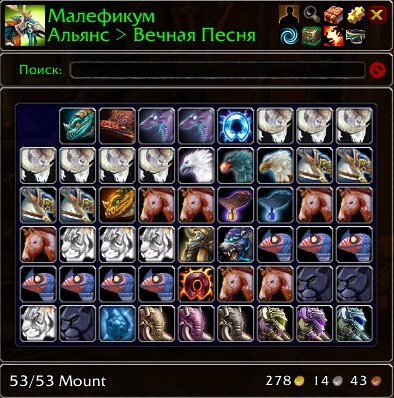 Малефикум
Альянс > Вечная Песня
Поиск:
53/53 Mount
278 14 43